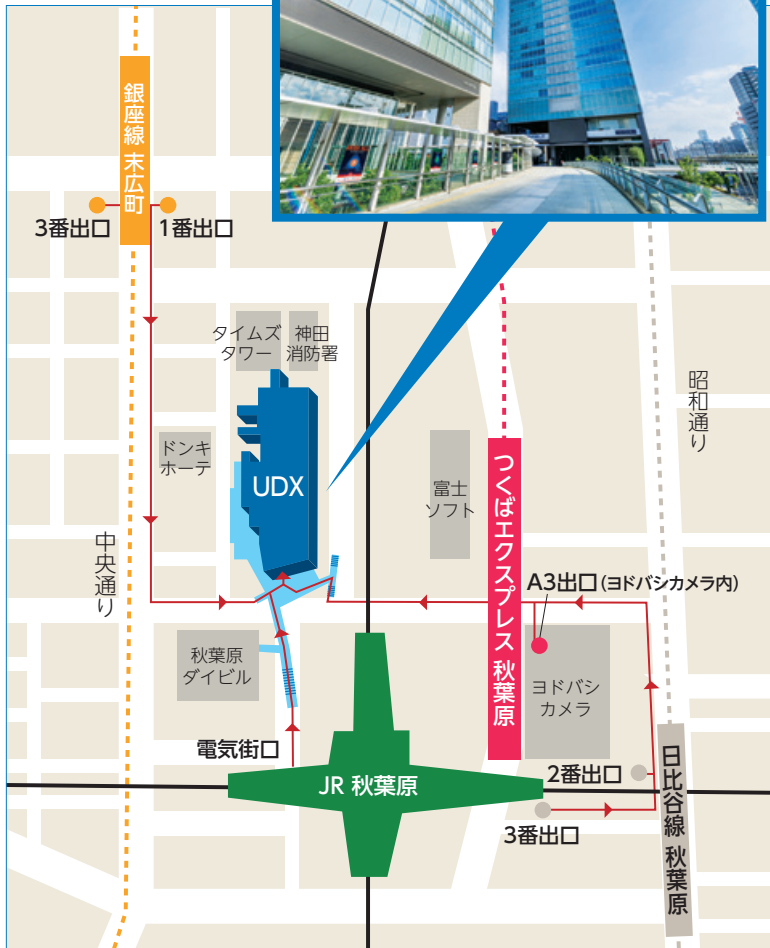 銀座線 末広町
3番出口
1番出口
タイムズ
タワー
神田
消防署
昭和通り
ドンキ
ホーテ
UDX
富士
ソフト
つくばエクスプレス 秋葉原
中央通り
A3出口(ヨドバシカメラ内)
秋葉原
ダイビル
ヨドバシ
カメラ
電気街口
JR 秋葉原
2番出口
3番出口
日比谷線 秋葉原